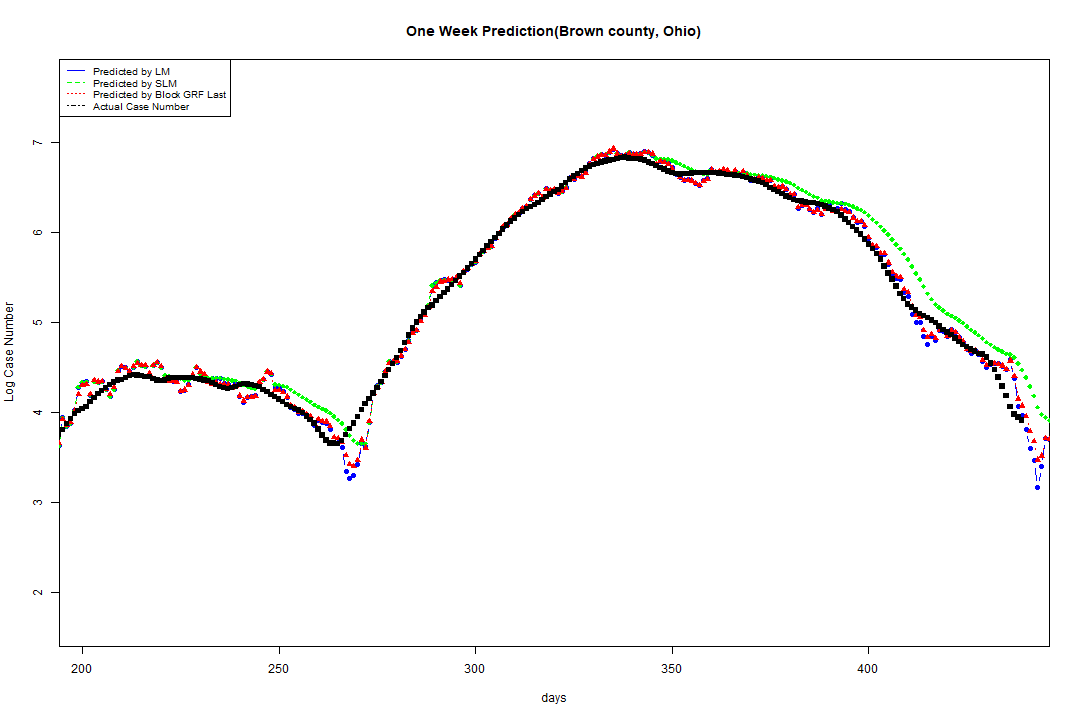 One Week Prediction(Brown county, Ohio)
Predicted by LM
Predicted by SLM
Predicted by Block GRF Last
Actual Case Number
7
6
5
4
3
2
Log Case Number
200 250 300 350 400
days